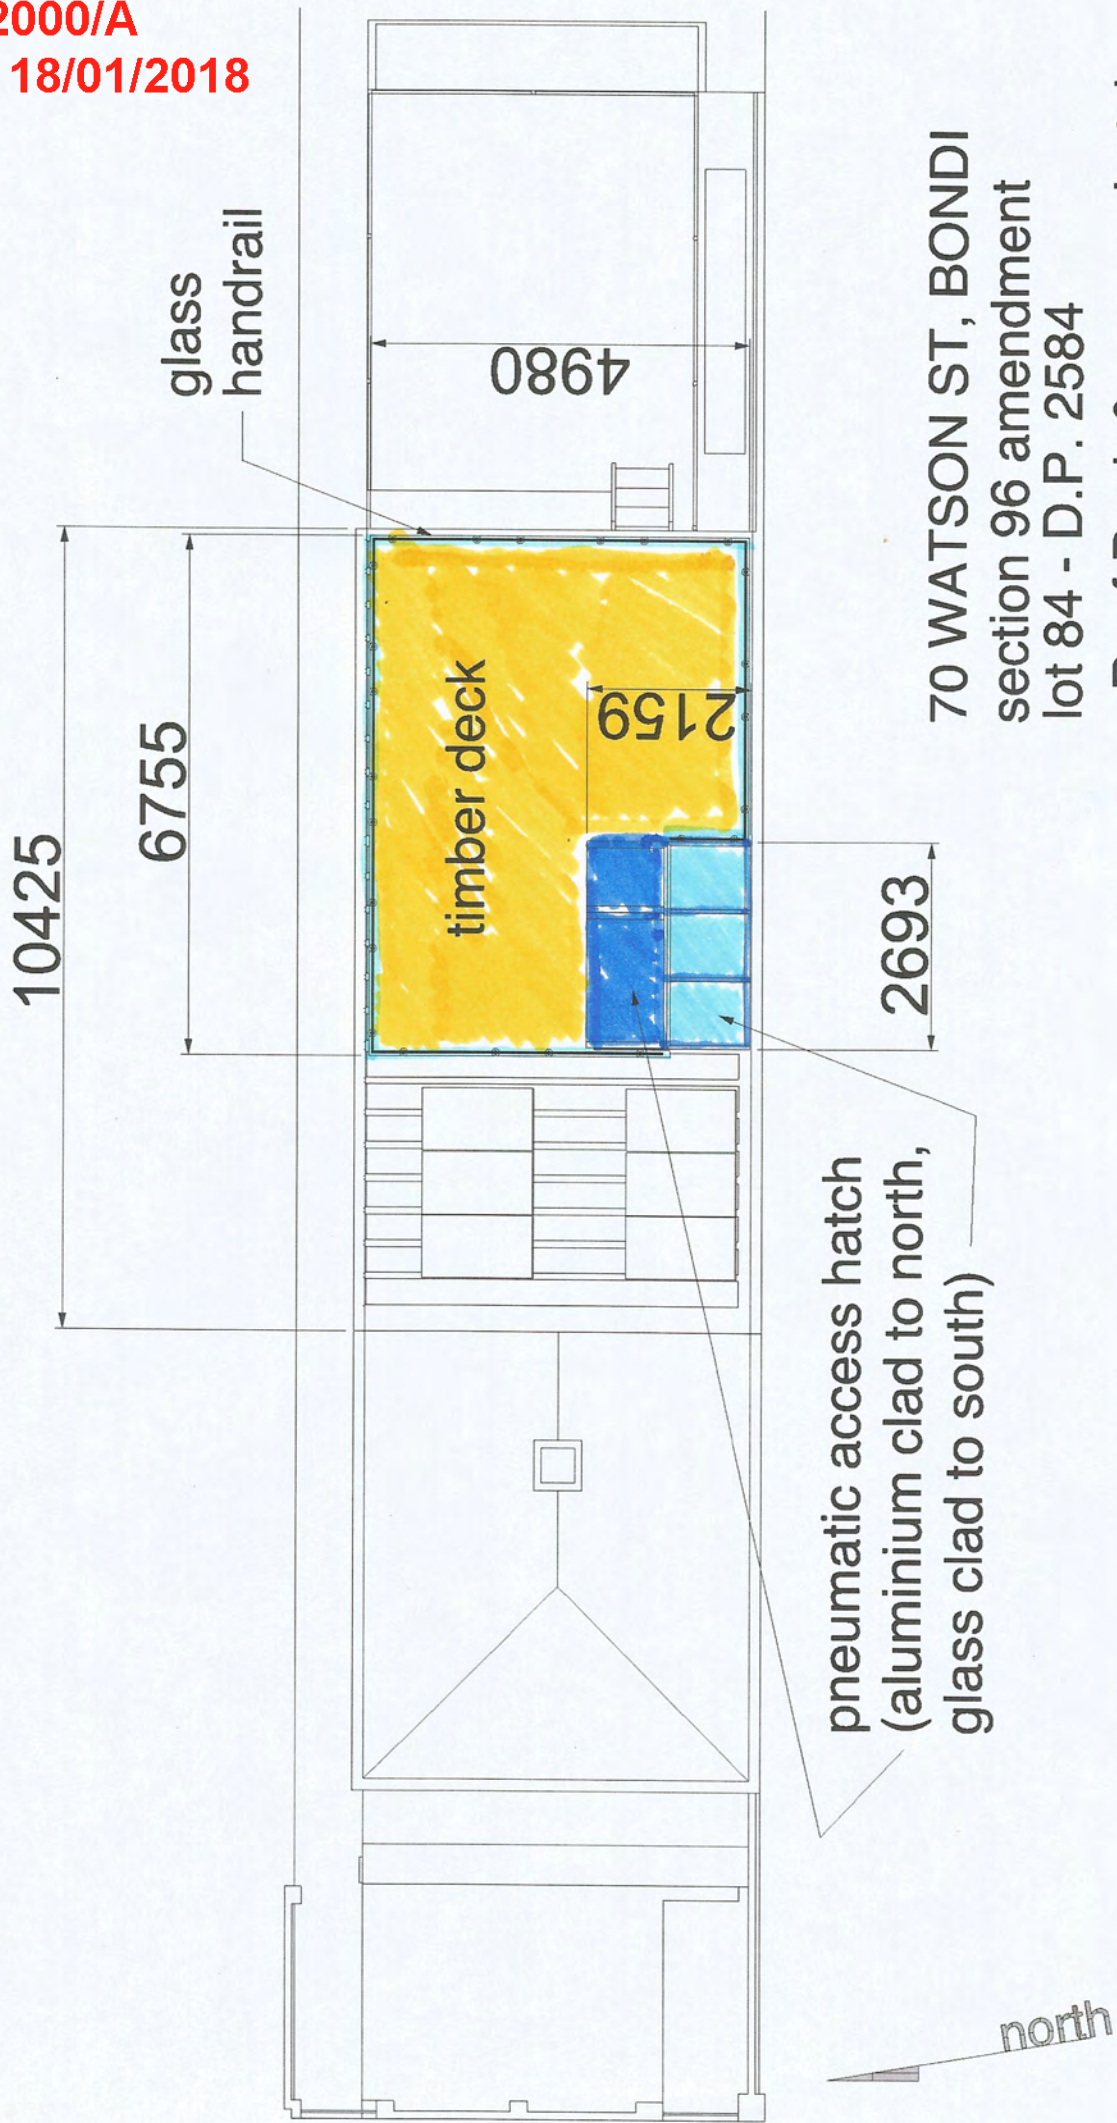 2000/A
18/01/2018
10425
6755
glass
handrail
4980
timber deck
2159
2693
pneumatic access hatch
(aluminium clad to north,
glass clad to south)
70 WATSON ST, BONDI
section 96 amendment
lot 84 - D.P. 2584
north